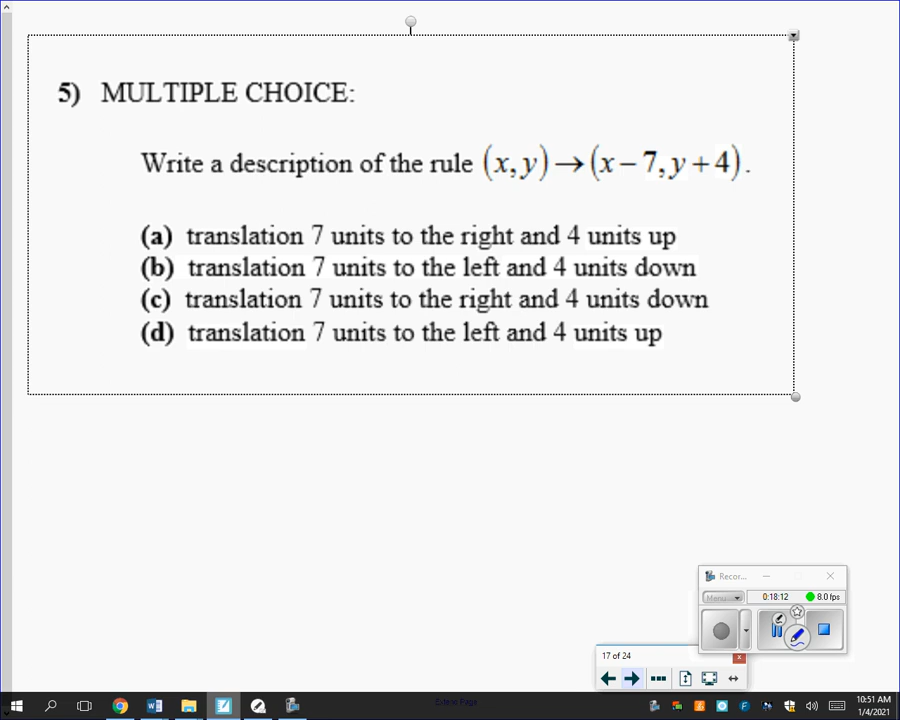 5) MULTIPLE CHOICE:
Write a description of the rule (x, y) → (x − 7, y + 4).
(a) translation 7 units to the right and 4 units up
(b) translation 7 units to the left and 4 units down
(c) translation 7 units to the right and 4 units down
(d) translation 7 units to the left and 4 units up
Recor...
Menu
0:18:12
8.0 fps
17 of 24
Extend Page
10:51 AM
1/4/2021